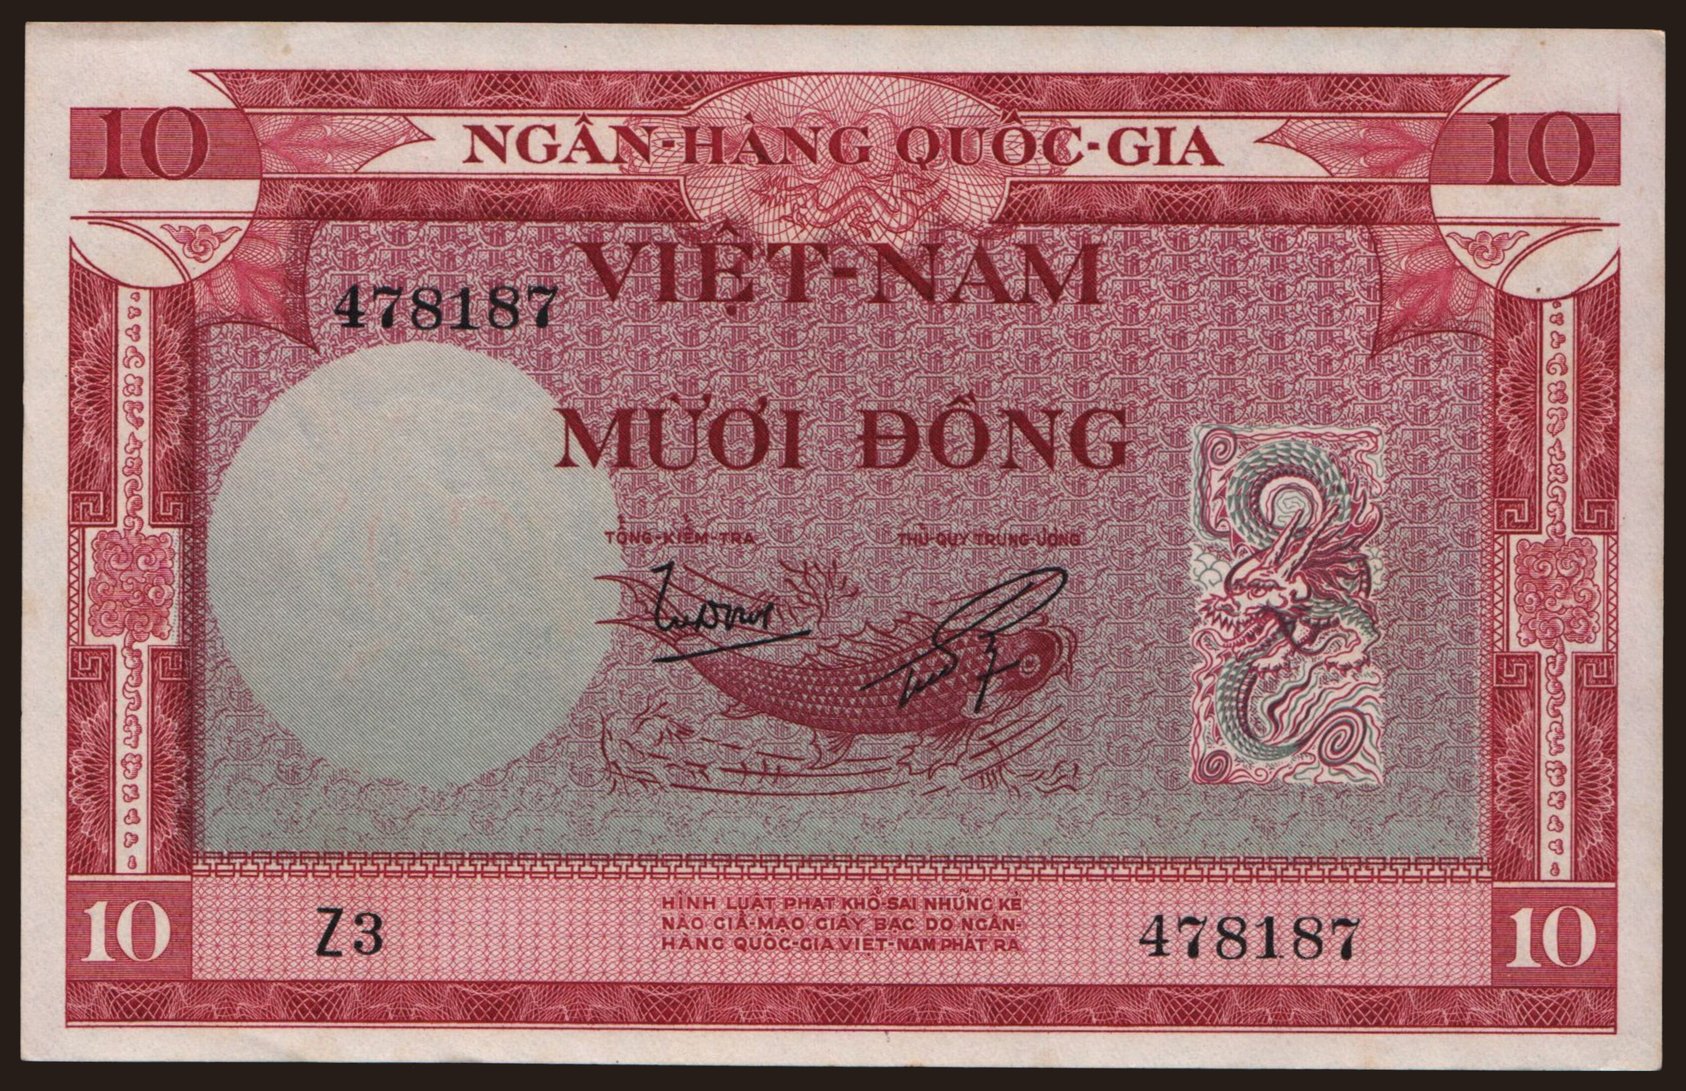 10 NGÂN-HÀNG QUỐC-GIA 10
VIỆT-NAM
478187
MƯỜI ĐỒNG
TỔNG-KIỂM-TRA THỦ-QUỸ TRUNG-ƯƠNG
HÌNH LUẬT PHẠT KHỔ-SAI NHỮNG KẺ
NÀO GIẢ-MẠO GIẤY BẠC DO NGÂN-
HÀNG QUỐC-GIA VIỆT-NAM PHÁT RA
10 Z3 478187 10